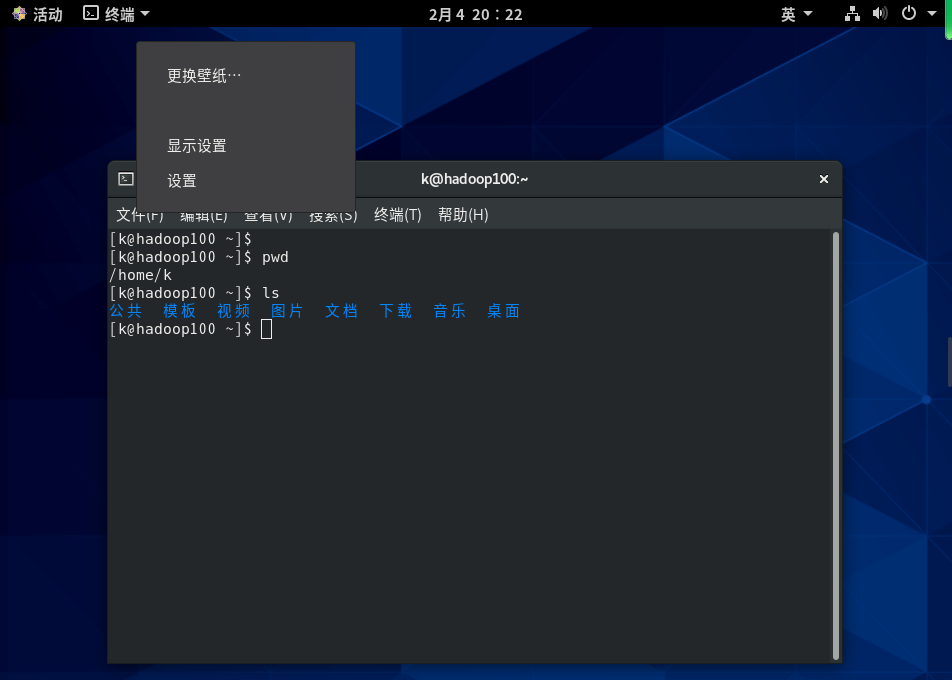 活动 终端 2月4 20：22 英
更换壁纸…
显示设置
设置
k@hadoop100:~
文件(F) 编辑(E) 查看(V) 搜索(S) 终端(T) 帮助(H)
[k@hadoop100 ~]$
[k@hadoop100 ~]$ pwd
/home/k
[k@hadoop100 ~]$ ls
公共 模板 视频 图片 文档 下载 音乐 桌面
[k@hadoop100 ~]$